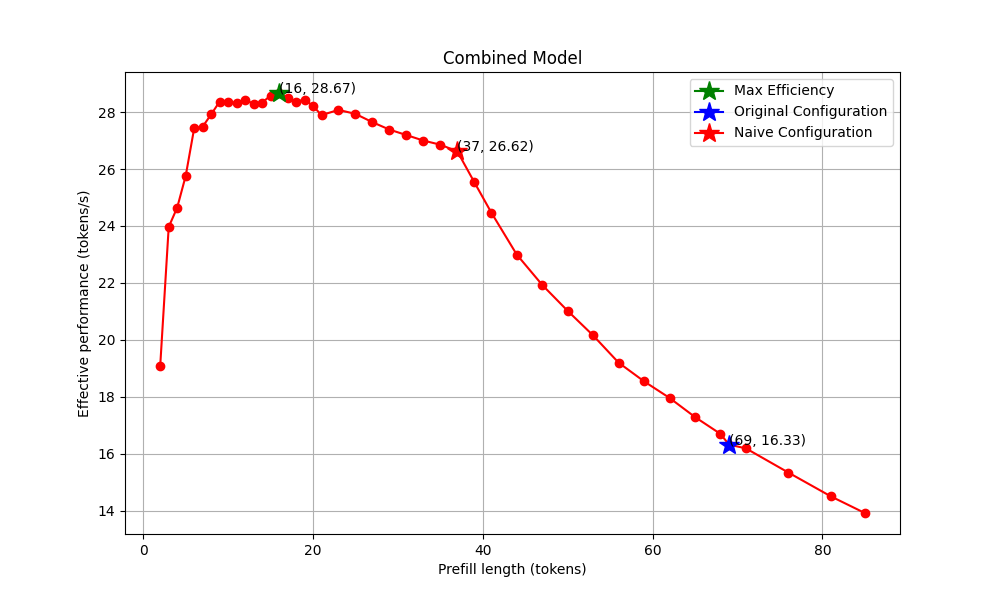 Combined Model
Max Efficiency
Original Configuration
Naive Configuration
(16, 28.67)
(37, 26.62)
(69, 16.33)
Effective performance (tokens/s)
28
26
24
22
20
18
16
14
0
20
40
60
80
Prefill length (tokens)